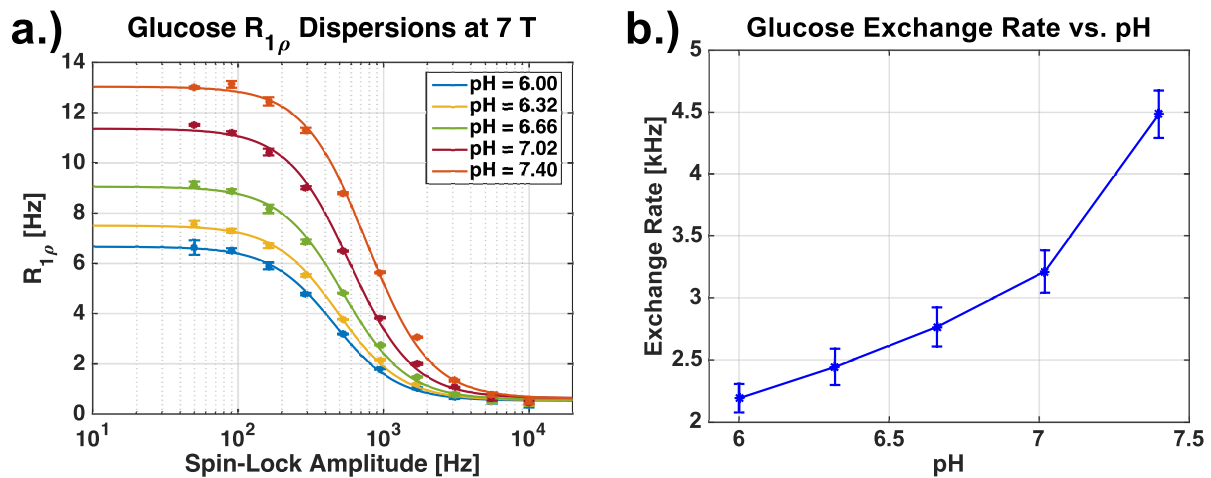 a.)
Glucose R1ρ Dispersions at 7 T
14
12
10
8
6
4
2
0
R1ρ [Hz]
pH = 6.00
pH = 6.32
pH = 6.66
pH = 7.02
pH = 7.40
10^1
10^2
10^3
10^4
Spin-Lock Amplitude [Hz]
b.)
Glucose Exchange Rate vs. pH
5
4.5
4
3.5
3
2.5
2
Exchange Rate [kHz]
6
6.5
7
7.5
pH